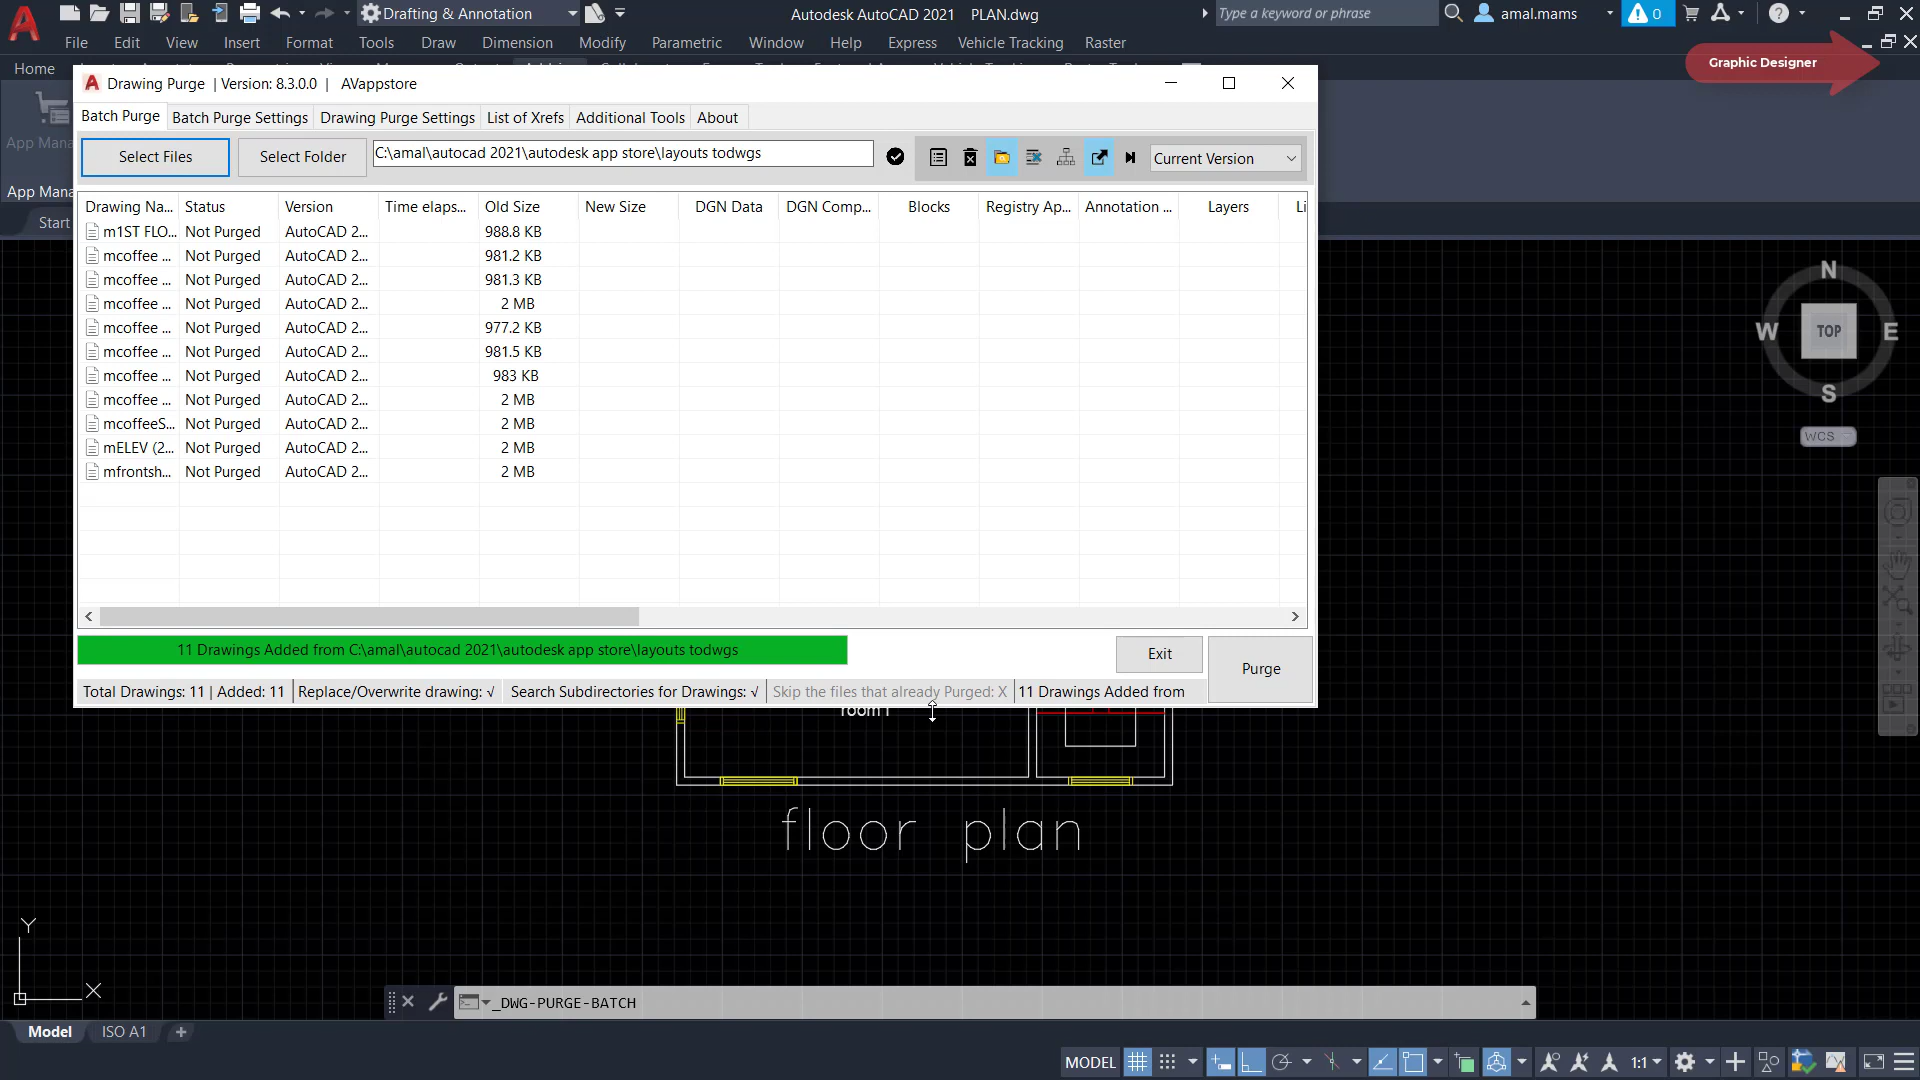 Drafting & Annotation
Autodesk AutoCAD 2021 PLAN.dwg
Type a keyword or phrase
amal.mams
0
File Edit View Insert Format Tools Draw Dimension Modify Parametric Window Help Express Vehicle Tracking Raster
Home
Graphic Designer
Drawing Purge | Version: 8.3.0.0 | AVappstore
Batch Purge Batch Purge Settings Drawing Purge Settings List of Xrefs Additional Tools About
App Mana
App Mana
Start
Select Files Select Folder C:\amal\autocad 2021\autodesk app store\layouts todwgs Current Version
Drawing Na... Status Version Time elaps... Old Size New Size DGN Data DGN Comp... Blocks Registry Ap... Annotation ... Layers Li
m1ST FLO... Not Purged AutoCAD 2... 988.8 KB
mcoffee ... Not Purged AutoCAD 2... 981.2 KB
mcoffee ... Not Purged AutoCAD 2... 981.3 KB
mcoffee ... Not Purged AutoCAD 2... 2 MB
mcoffee ... Not Purged AutoCAD 2... 977.2 KB
mcoffee ... Not Purged AutoCAD 2... 981.5 KB
mcoffee ... Not Purged AutoCAD 2... 983 KB
mcoffee ... Not Purged AutoCAD 2... 2 MB
mcoffeeS... Not Purged AutoCAD 2... 2 MB
mELEV (2... Not Purged AutoCAD 2... 2 MB
mfrontsh... Not Purged AutoCAD 2... 2 MB
11 Drawings Added from C:\amal\autocad 2021\autodesk app store\layouts todwgs
Exit
Purge
Total Drawings: 11 | Added: 11 Replace/Overwrite drawing: √ Search Subdirectories for Drawings: √ Skip the files that already Purged: X 11 Drawings Added from
N
W TOP E
S
WCS
floor plan
Y
X
_DWG-PURGE-BATCH
Model ISO A1 +
MODEL 1:1